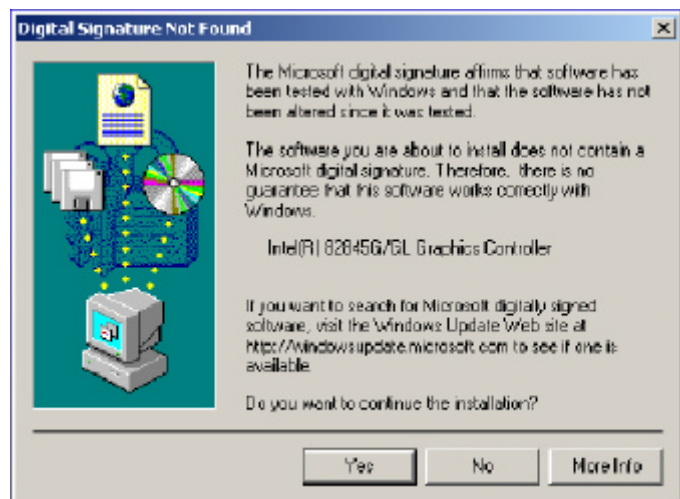 Digital Signature Not Found
The Microsoft digital signature affirms that software has
been tested with Windows and that the software has not
been altered since it was tested.
The software you are about to install does not contain a
Microsoft digital signature. Therefore, there is no
guarantee that this software works correctly with
Windows.
Intel(R) 82845G/GL Graphics Controller
If you want to search for Microsoft digitally signed
software, visit the Windows Update Web site at
http://windowsupdate.microsoft.com to see if one is
available.
Do you want to continue the installation?
Yes
No
More Info